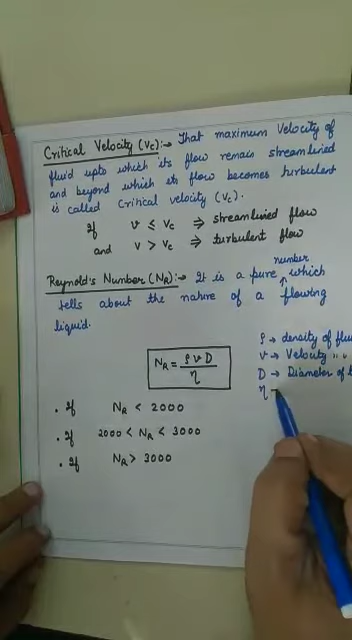 Critical Velocity (Vc):→ That maximum Velocity of
fluid upto which its flow remain streamlined
and beyond which its flow becomes turbulent
is called Critical velocity (Vc).
If v ≤ Vc ⇒ streamlined flow
and v > Vc ⇒ turbulent flow
Reynold's Number (NR):→ It is a pure number which
tells about the nature of a flowing
liquid.
NR = ρ v D / η
ρ → density of flui
v → Velocity " "
D → Diameter of t
η →
• If NR < 2000
• If 2000 < NR < 3000
• If NR > 3000